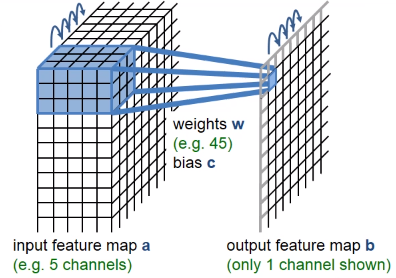 weights w
(e.g. 45)
bias c
input feature map a
(e.g. 5 channels)
output feature map b
(only 1 channel shown)